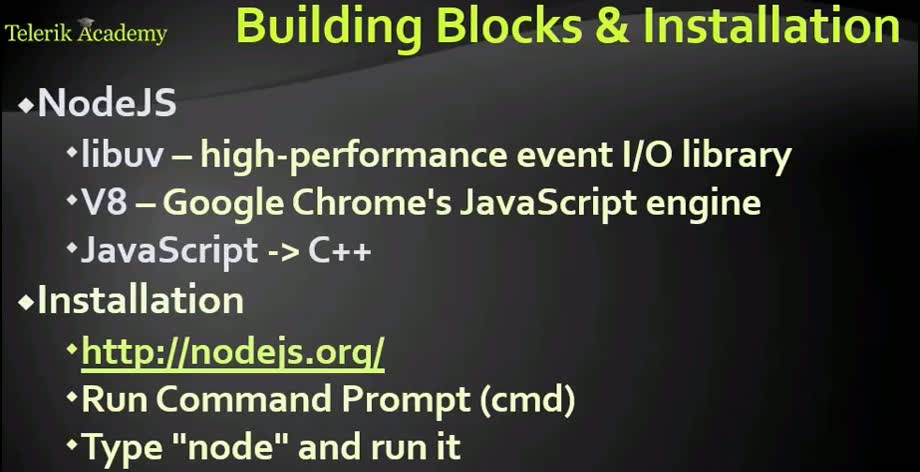 Telerik Academy
Building Blocks & Installation
NodeJS
libuv – high-performance event I/O library
V8 – Google Chrome's JavaScript engine
JavaScript -> C++
Installation
http://nodejs.org/
Run Command Prompt (cmd)
Type "node" and run it